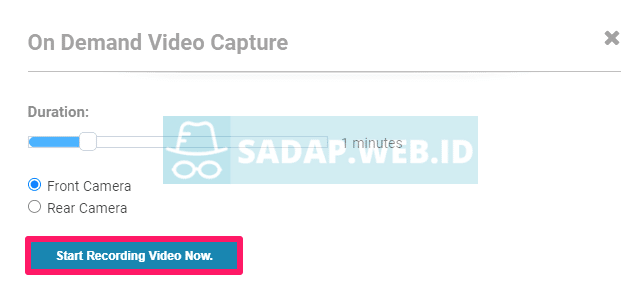 On Demand Video Capture
Duration:
1 minutes
SADAP.WEB.ID
Front Camera
Rear Camera
Start Recording Video Now.